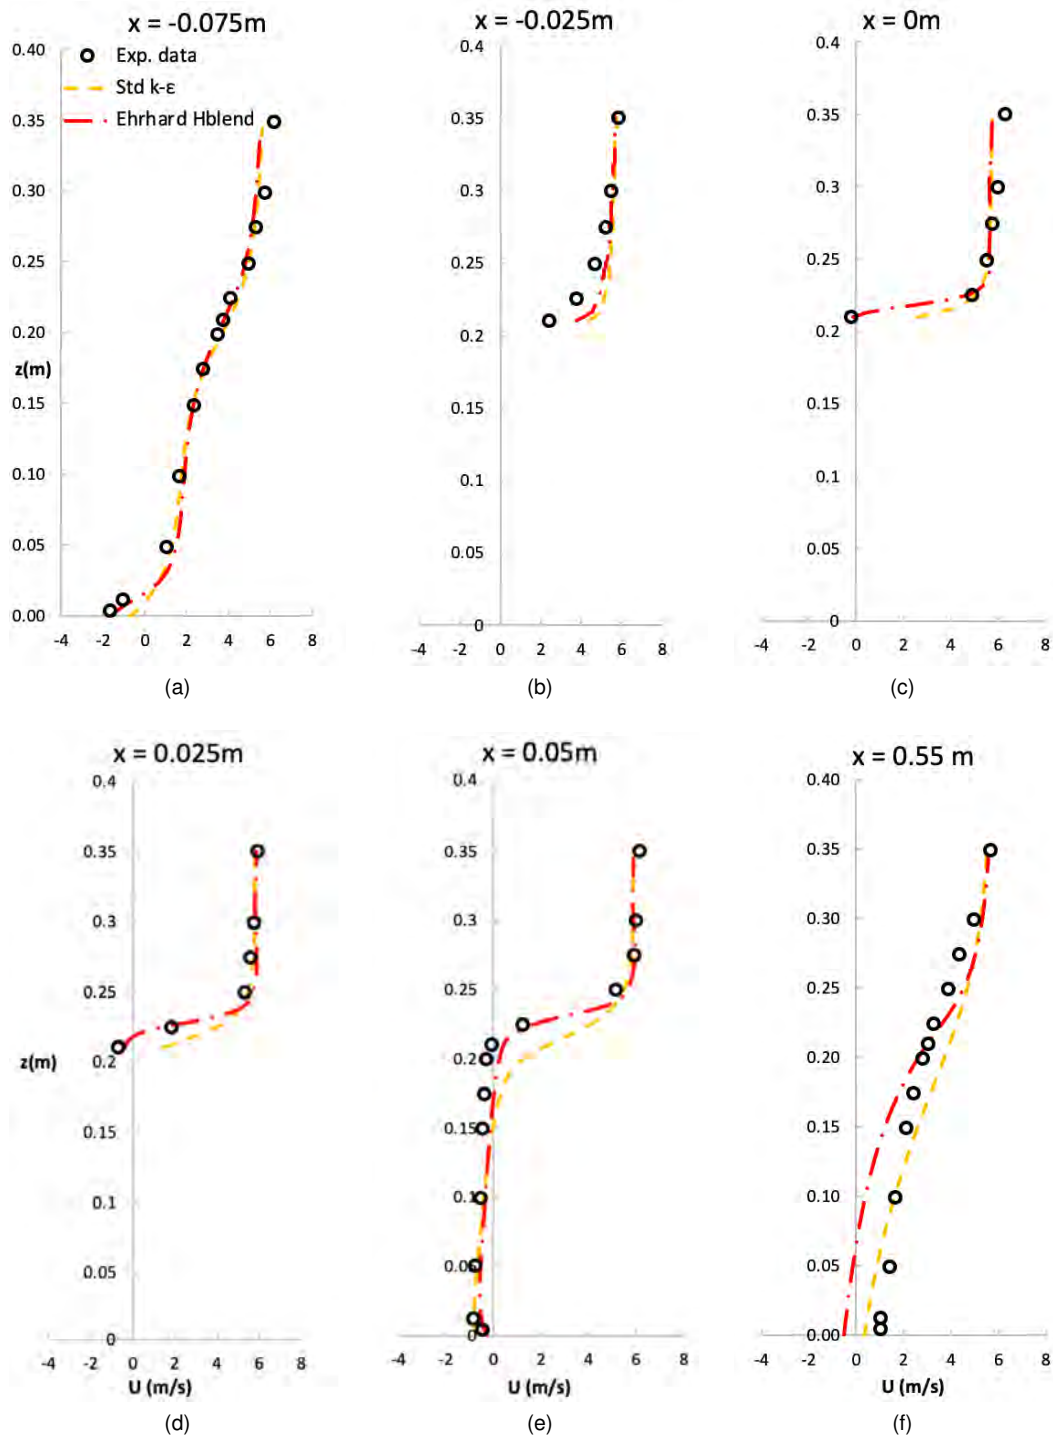 x = -0.075m
x = -0.025m
x = 0m
0.40
Exp. data
Std k-ε
Ehrhard Hblend
0.35
0.30
0.25
0.20
z(m)
0.15
0.10
0.05
0.00
-4 -2 0 2 4 6 8
(a)
0.4
0.35
0.3
0.25
0.2
0.15
0.1
0.05
0
-4 -2 0 2 4 6 8
(b)
0.4
0.35
0.3
0.25
0.2
0.15
0.1
0.05
0
-4 -2 0 2 4 6 8
(c)
x = 0.025m
x = 0.05m
x = 0.55 m
0.4
0.35
0.3
0.25
0.2
z(m)
0.15
0.1
0.05
0
-4 -2 0 2 4 6 8
U (m/s)
(d)
0.4
0.35
0.3
0.25
0.2
0.15
0.1
0.05
0
-4 -2 0 2 4 6 8
U (m/s)
(e)
0.40
0.35
0.30
0.25
0.20
0.15
0.10
0.05
0.00
-4 -2 0 2 4 6 8
U (m/s)
(f)